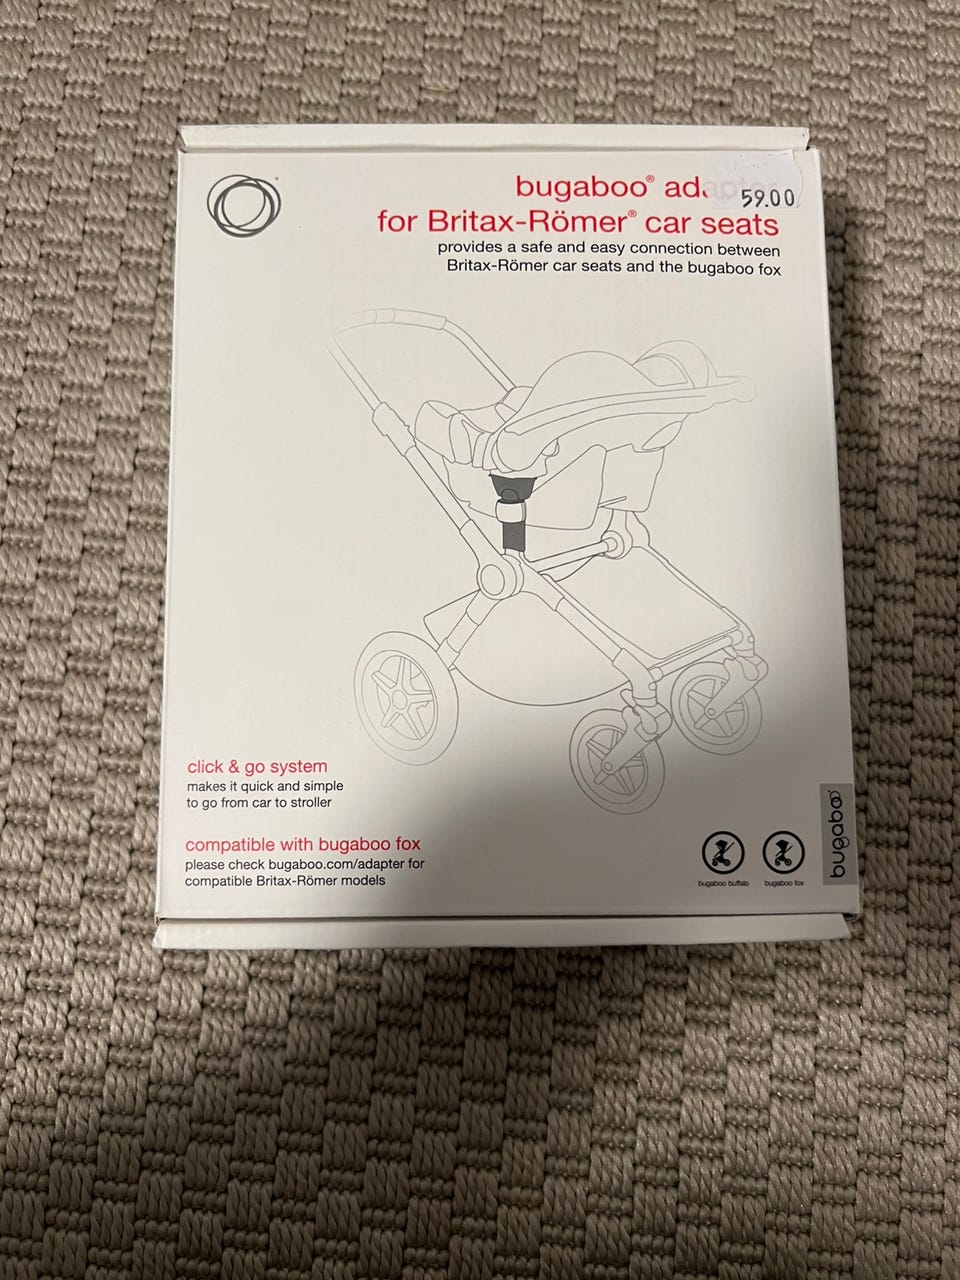 bugaboo® adapter
59.00
for Britax-Römer® car seats
provides a safe and easy connection between
Britax-Römer car seats and the bugaboo fox
click & go system
makes it quick and simple
to go from car to stroller
compatible with bugaboo fox
please check bugaboo.com/adapter for
compatible Britax-Römer models
bugaboo buffalo
bugaboo fox
bugaboo